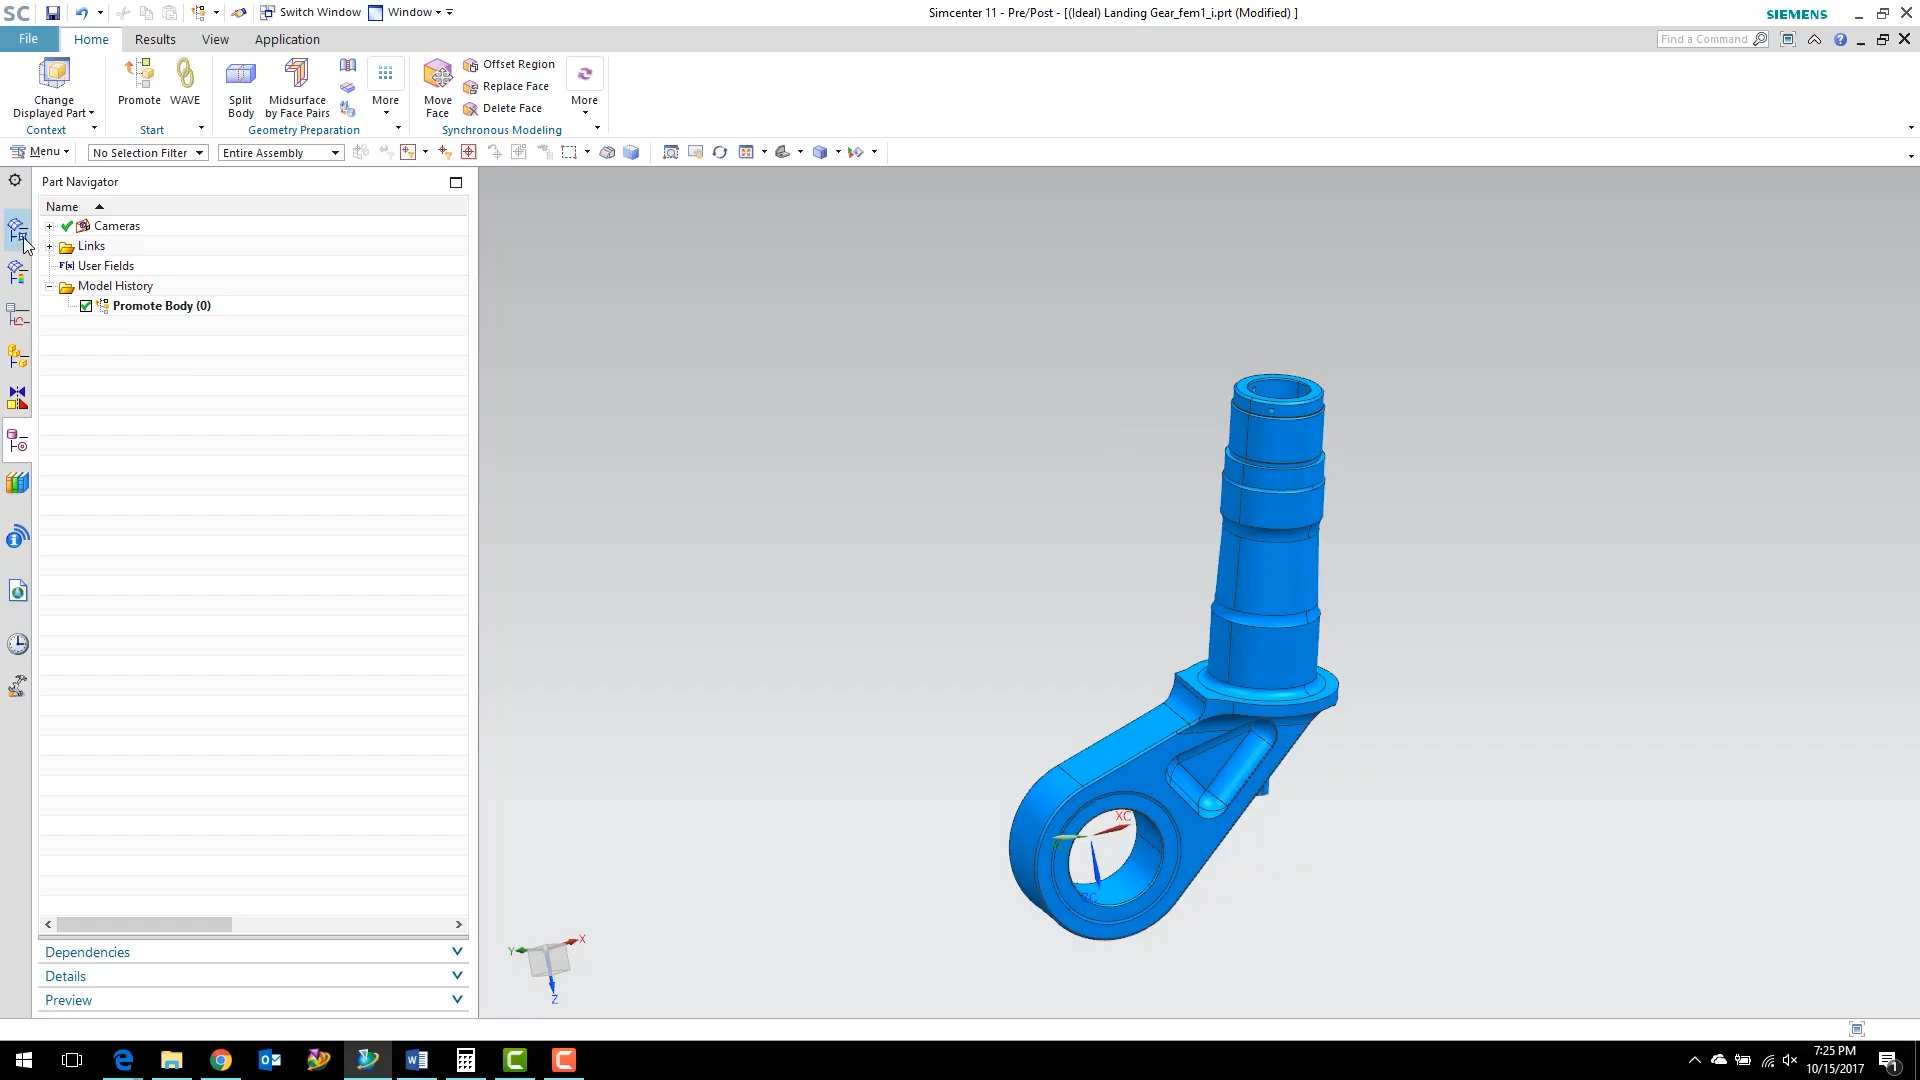 SC Switch Window Window Simcenter 11 - Pre/Post - [(Ideal) Landing Gear_fem1_i.prt (Modified) ] SIEMENS
File Home Results View Application Find a Command
Change Displayed Part
Promote
WAVE
Split Body
Midsurface by Face Pairs
More
Move Face
Offset Region
Replace Face
Delete Face
More
Context Start Geometry Preparation Synchronous Modeling
Menu No Selection Filter Entire Assembly
Part Navigator
Name
Cameras
Links
F(x) User Fields
Model History
Promote Body (0)
XC
ZC
Dependencies
Details
Preview
Y
X
Z
7:25 PM
10/15/2017
1